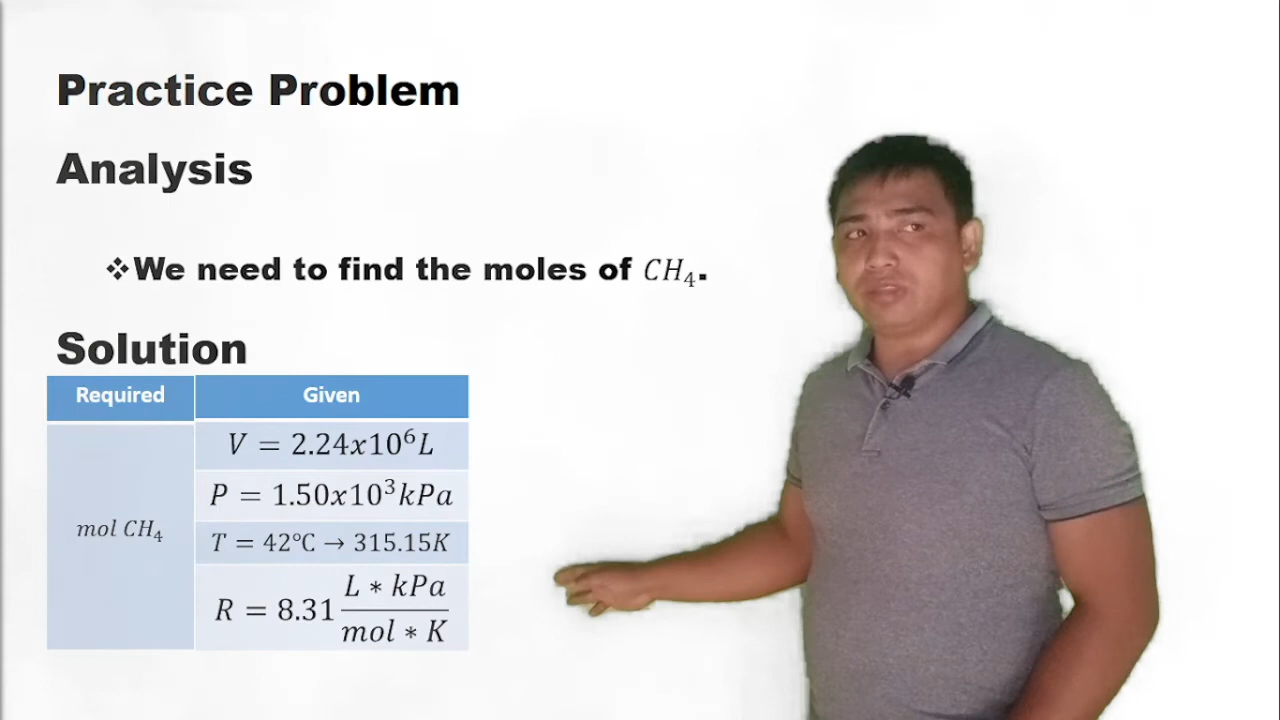 Practice Problem
Analysis
❖We need to find the moles of CH₄.
Solution
Required Given
V = 2.24x10⁶L
P = 1.50x10³kPa
mol CH₄
T = 42℃ → 315.15K
R = 8.31 L ∗ kPa / mol ∗ K